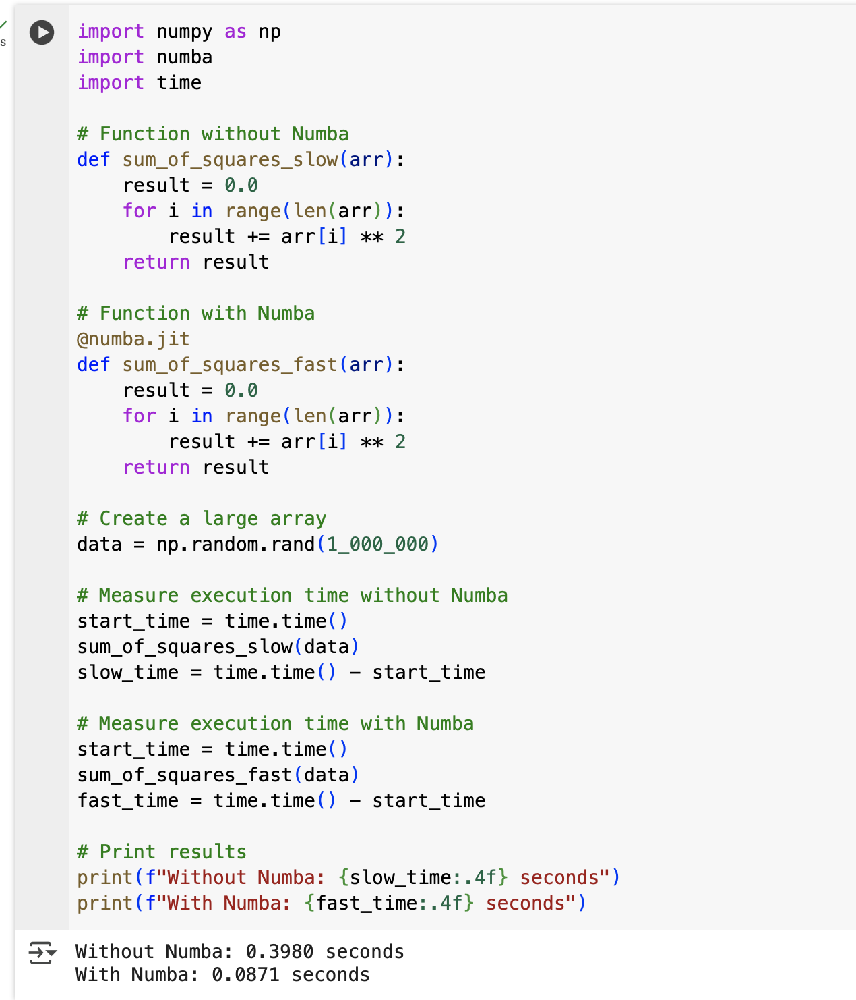 import numpy as np
import numba
import time
# Function without Numba
def sum_of_squares_slow(arr):
    result = 0.0
    for i in range(len(arr)):
        result += arr[i] ** 2
    return result
# Function with Numba
@numba.jit
def sum_of_squares_fast(arr):
    result = 0.0
    for i in range(len(arr)):
        result += arr[i] ** 2
    return result
# Create a large array
data = np.random.rand(1_000_000)
# Measure execution time without Numba
start_time = time.time()
sum_of_squares_slow(data)
slow_time = time.time() - start_time
# Measure execution time with Numba
start_time = time.time()
sum_of_squares_fast(data)
fast_time = time.time() - start_time
# Print results
print(f"Without Numba: {slow_time:.4f} seconds")
print(f"With Numba: {fast_time:.4f} seconds")
Without Numba: 0.3980 seconds
With Numba: 0.0871 seconds